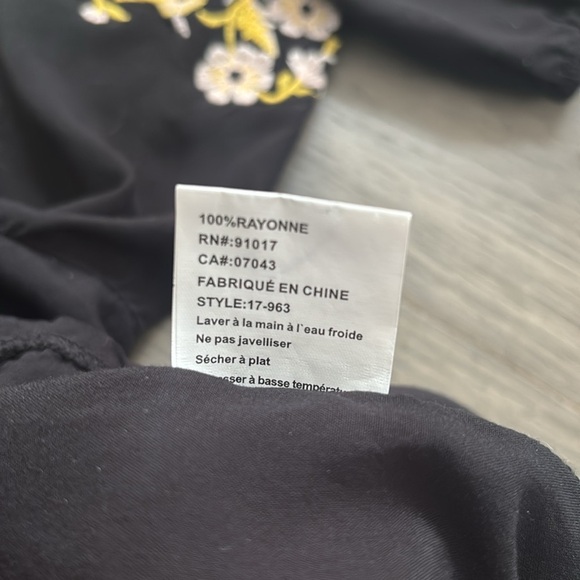 100%RAYONNE
RN#:91017
CA#:07043
FABRIQUÉ EN CHINE
STYLE:17-963
Laver à la main à l`eau froide
Ne pas javelliser
Sécher à plat
à basse